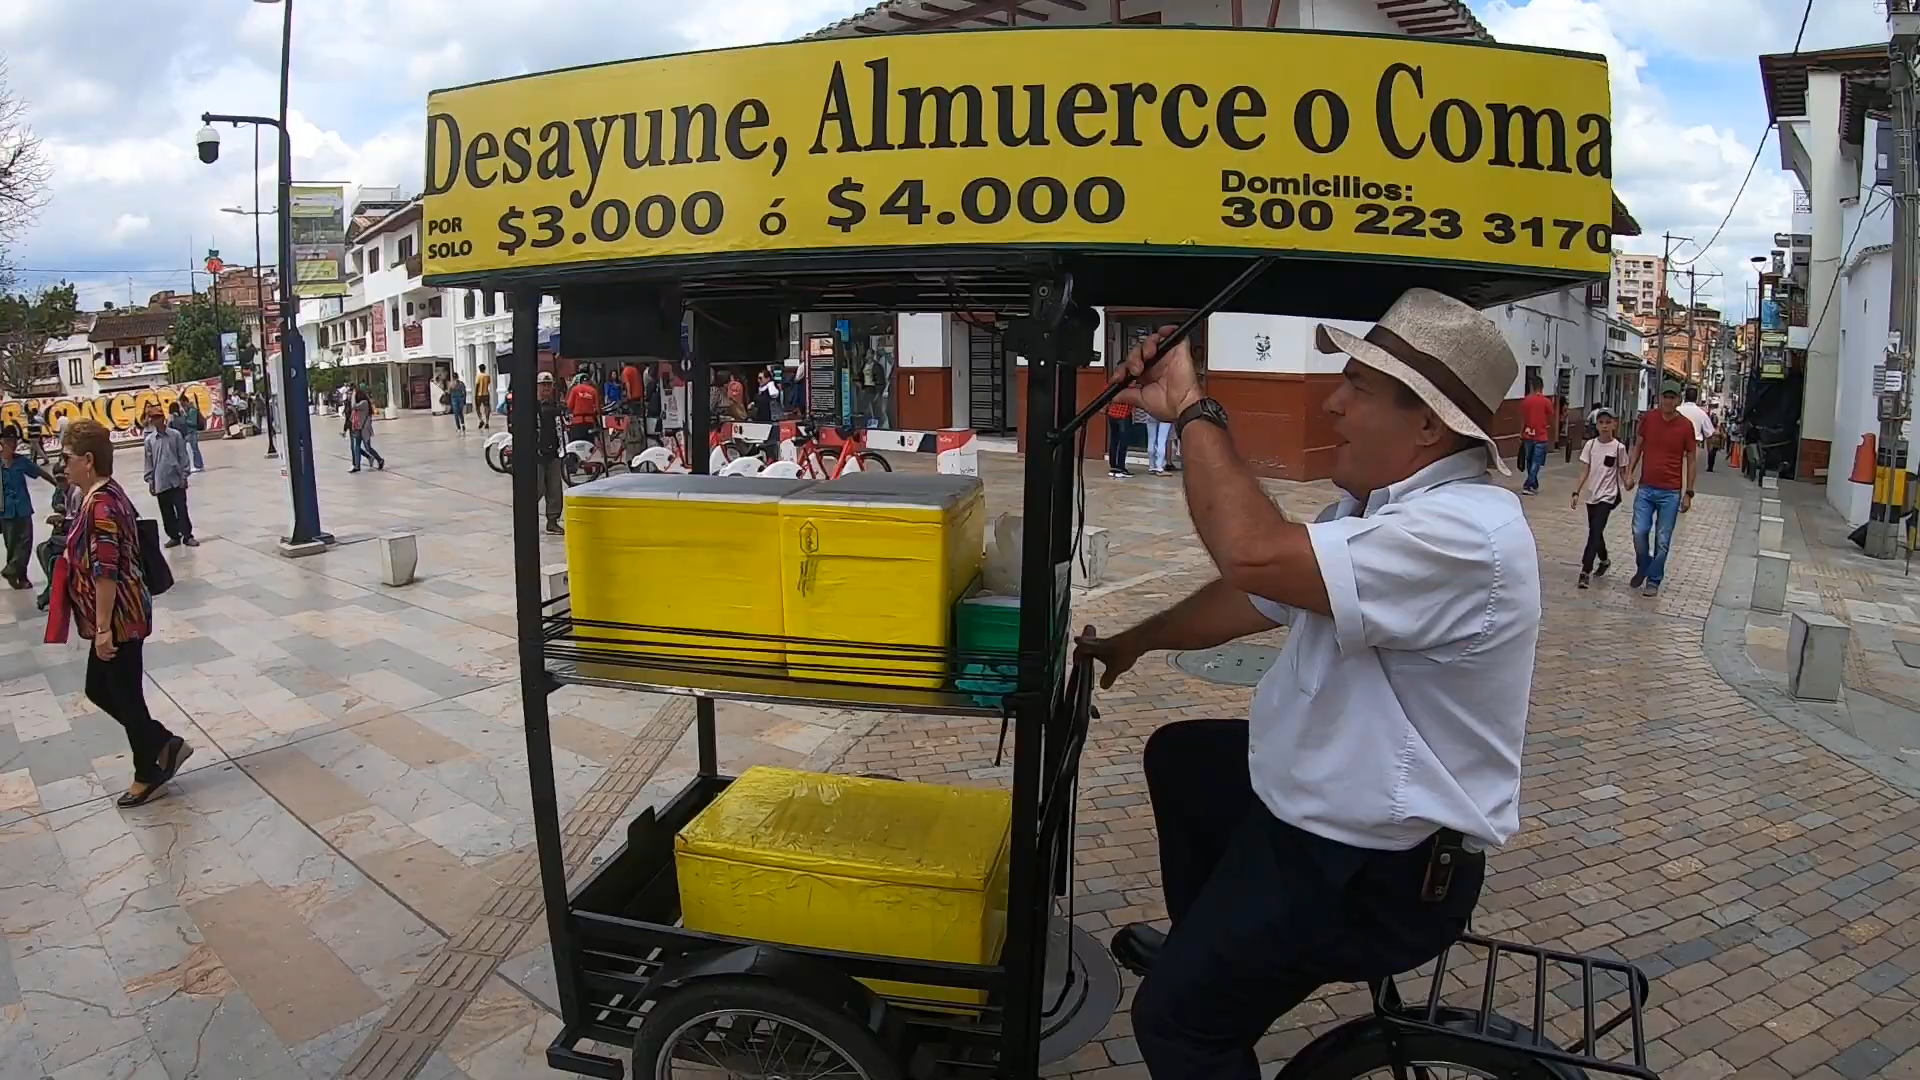 Desayune, Almuerce o Coma
POR
SOLO
$3.000 ó $4.000
Domicilios:
300 223 3170